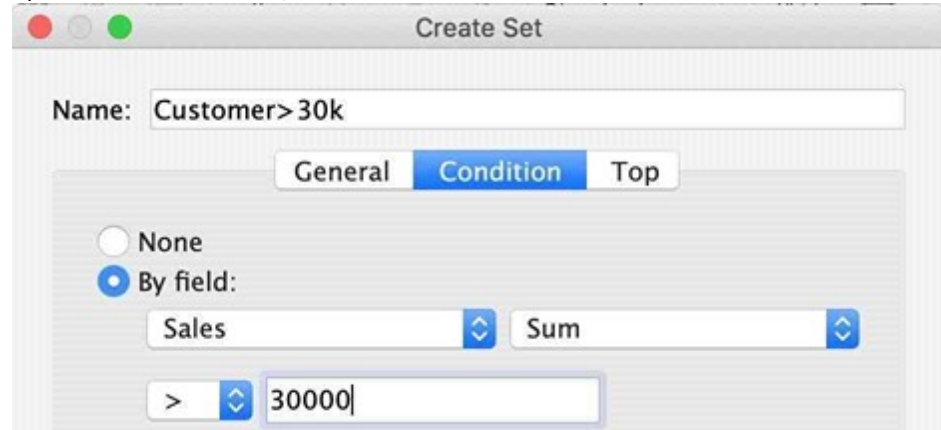 Create Set
Name: Customer>30k
General Condition Top
None
By field:
Sales Sum
> 30000